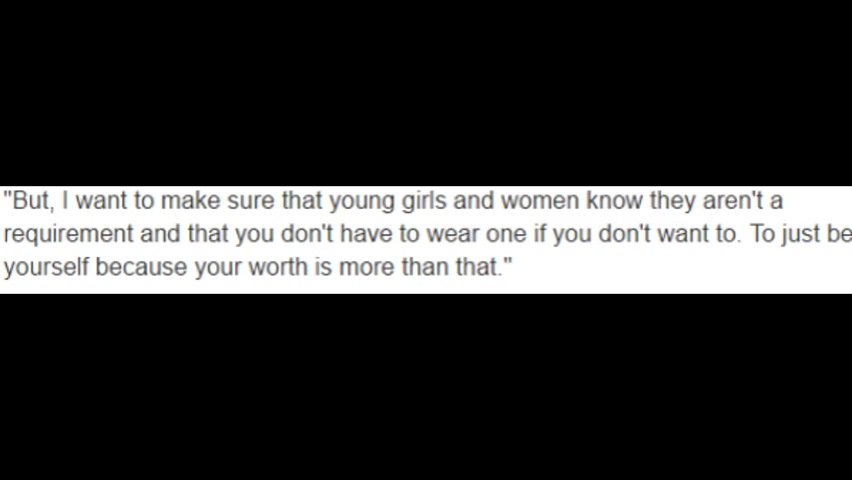 "But, I want to make sure that young girls and women know they aren't a
requirement and that you don't have to wear one if you don't want to. To just be
yourself because your worth is more than that."